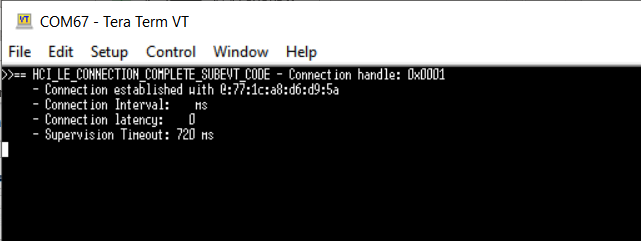 VT COM67 - Tera Term VT
File Edit Setup Control Window Help
>>== HCI_LE_CONNECTION_COMPLETE_SUBEVT_CODE - Connection handle: 0x0001
- Connection established with @:77:1c:a8:d6:d9:5a
- Connection Interval: ms
- Connection latency: 0
- Supervision Timeout: 720 ms